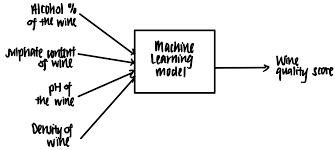 Alcohol %
of the wine
sulphate content
of wine
pH of
the wine
Density of
wine
Machine
Learning
model
Wine
quality score